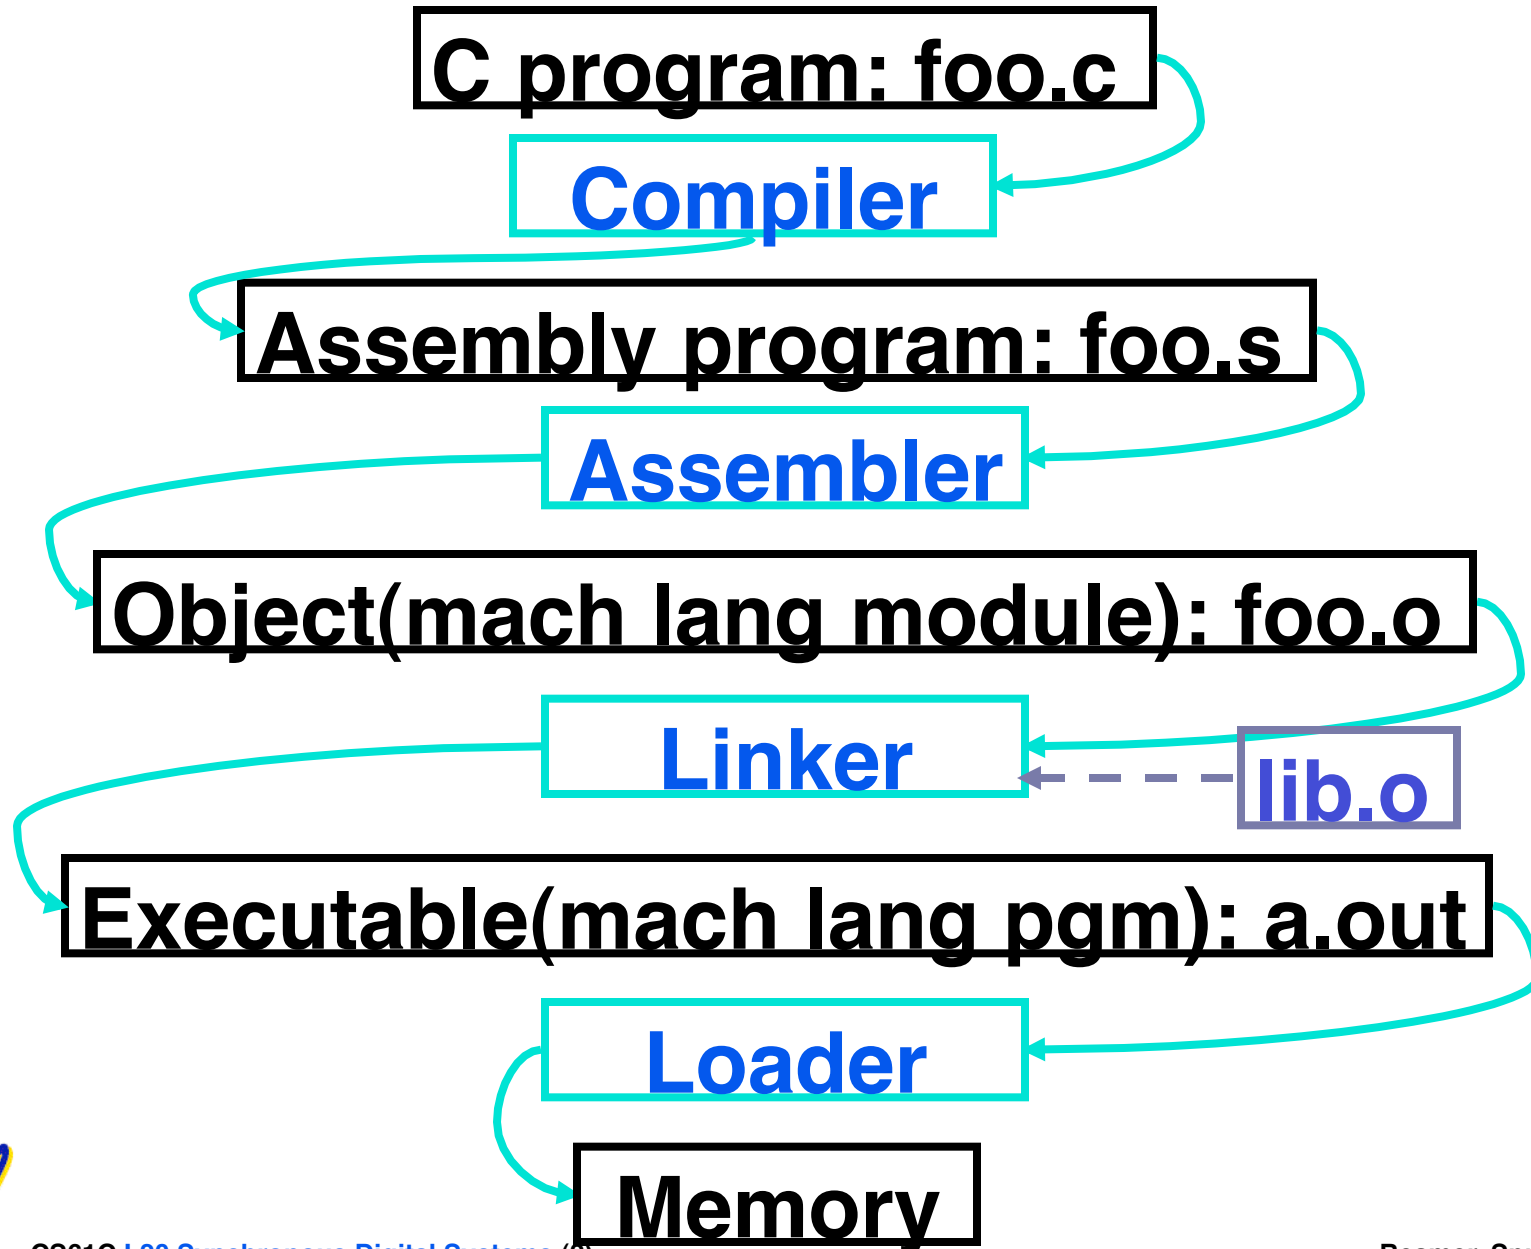 C program: foo.c
Compiler
Assembly program: foo.s
Assembler
Object(mach lang module): foo.o
Linker
lib.o
Executable(mach lang pgm): a.out
Loader
Memory